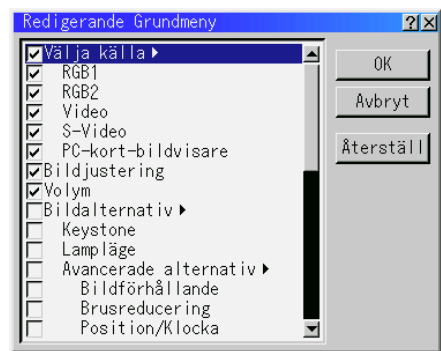 Redigerande Grundmeny
Välja källa
RGB1
RGB2
Video
S-Video
PC-kort-bildvisare
Bildjustering
Volym
Bildalternativ
Keystone
Lampläge
Avancerade alternativ
Bildförhållande
Brusreducering
Position/Klocka
OK
Avbryt
Återställ